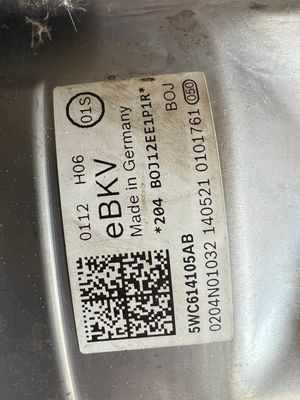 01S
0112 H06
eBKV
Made in Germany
*204 BOJ12EE1P1R*
BOJ
5WC614105AB
0204N01032 140521 0101761 050